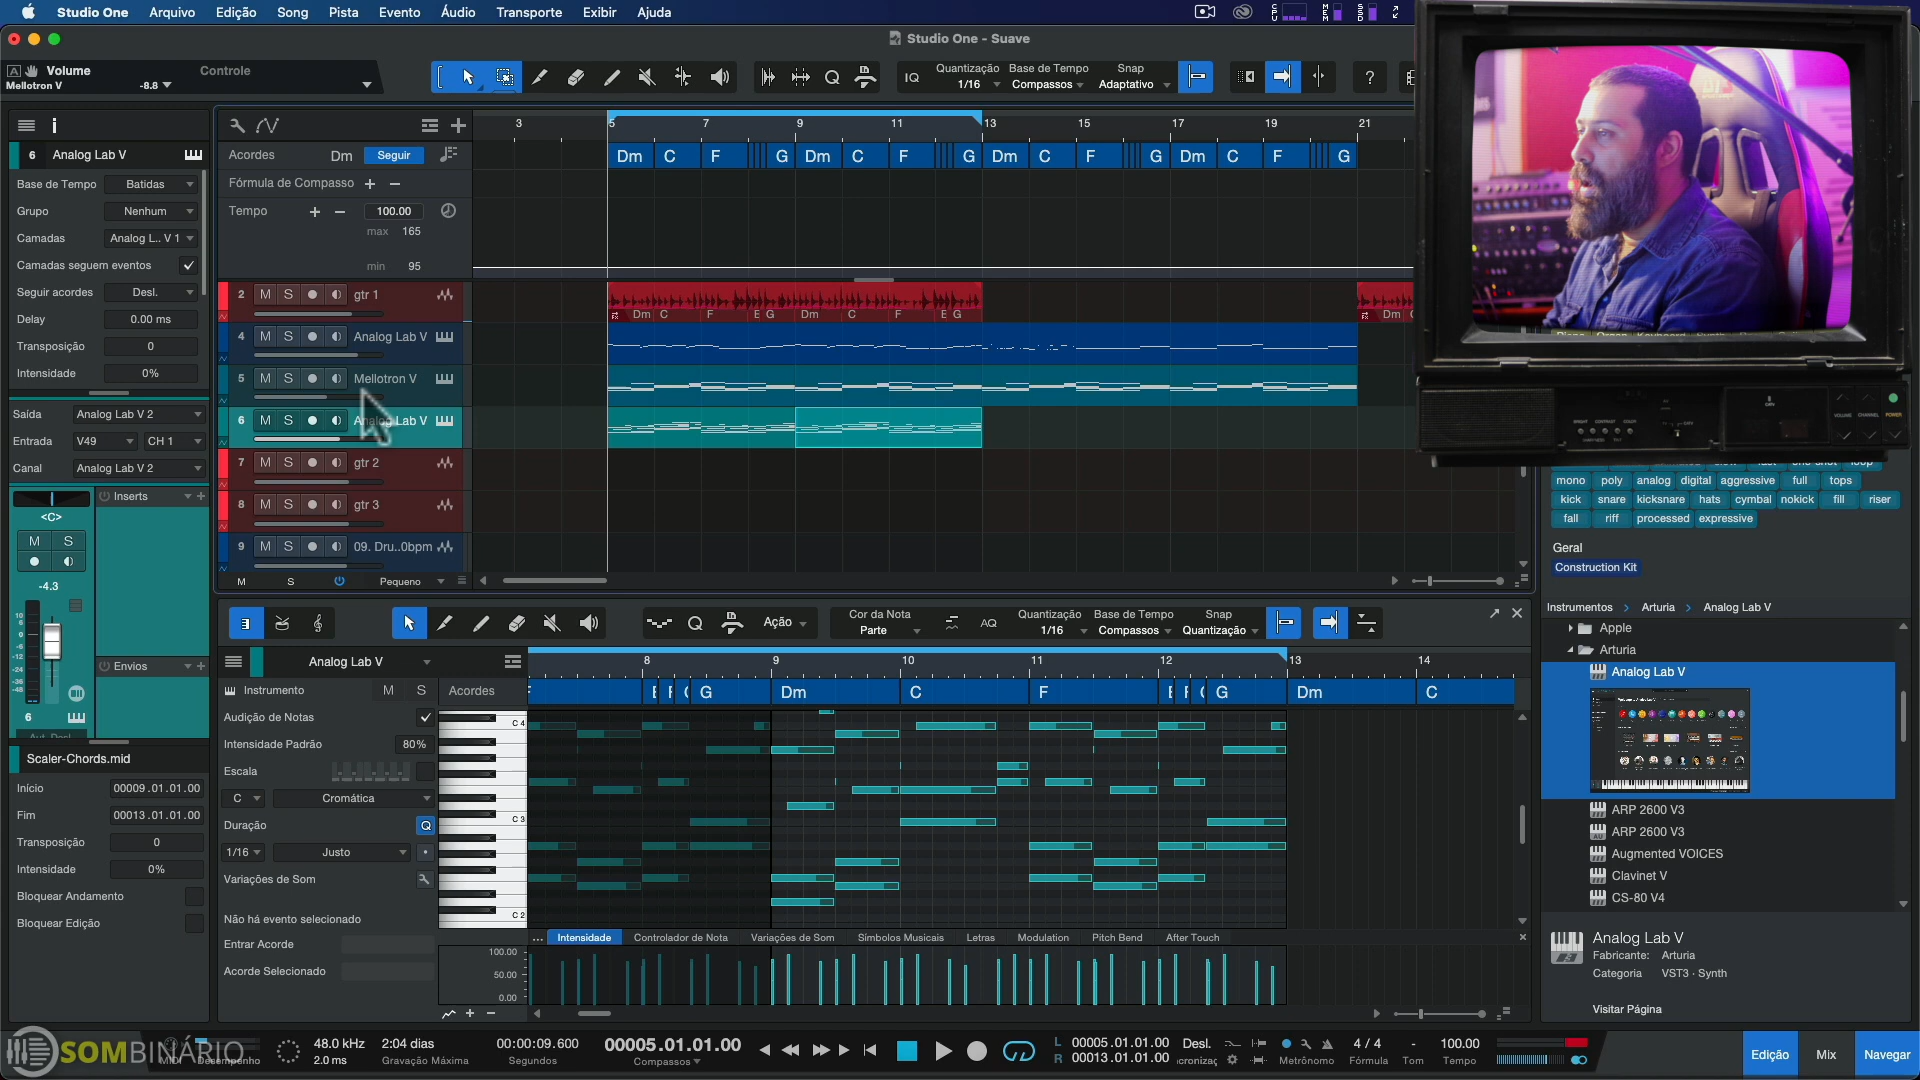 Studio One Arquivo Edição Song Pista Evento Áudio Transporte Exibir Ajuda
Studio One - Suave
Volume
Controle
Mellotron V -8.8
Quantização Base de Tempo Snap
IQ 1/16 Compassos Adaptativo ?
i
3 5 7 9 11 13 15 17 19 21
6 Analog Lab V
Acordes Dm Seguir
Dm C F G Dm C F G Dm C F G Dm C F G
Base de Tempo Batidas
Fórmula de Compasso + −
Grupo Nenhum
Tempo + − 100.00
Camadas Analog L.. V 1
max 165
Camadas seguem eventos
min 95
Seguir acordes Desl.
Delay 0.00 ms
Transposição 0
Intensidade 0%
2 M S gtr 1
Dm C F E G Dm C F E G Dm
4 M S Analog Lab V
5 M S Mellotron V
6 M S Analog Lab V
7 M S gtr 2
8 M S gtr 3
9 M S 09. Dru..0bpm
M S Pequeno
Saída Analog Lab V 2
Entrada V49 CH 1
Canal Analog Lab V 2
Inserts
<C>
M S
-4.3
Envios
6
mono poly analog digital aggressive full tops
kick snare kicksnare hats cymbal nokick fill riser
fall riff processed expressive
Geral
Construction Kit
Instrumentos Arturia Analog Lab V
Apple
Arturia
Analog Lab V
ARP 2600 V3
ARP 2600 V3
Augmented VOICES
Clavinet V
CS-80 V4
Analog Lab V
Fabricante: Arturia
Categoria VST3 · Synth
Visitar Página
Ação
Cor da Nota
Parte
AQ
Quantização Base de Tempo Snap
1/16 Compassos Quantização
Analog Lab V
8 9 10 11 12 13 14
Instrumento M S Acordes
G Dm C F G Dm C
Audição de Notas
Intensidade Padrão 80%
Escala
C Cromática
Duração Q
1/16 Justo
Variações de Som
Não há evento selecionado
Entrar Acorde
Acorde Selecionado
C 4
C 3
C 2
Intensidade Controlador de Nota Variações de Som Símbolos Musicais Letras Modulation Pitch Bend After Touch
100.00
50.00
0.00
Scaler-Chords.mid
Início 00009.01.01.00
Fim 00013.01.01.00
Transposição 0
Intensidade 0%
Bloquear Andamento
Bloquear Edição
SOMBINÁRIO
MIDI Desempenho
48.0 kHz
2.0 ms
2:04 dias
Gravação Máxima
00:00:09.600
Segundos
00005.01.01.00
Compassos
L 00005.01.01.00
R 00013.01.01.00
Desl.
Metrônomo
4 / 4
Fórmula
-
Tom
100.00
Tempo
Edição Mix Navegar